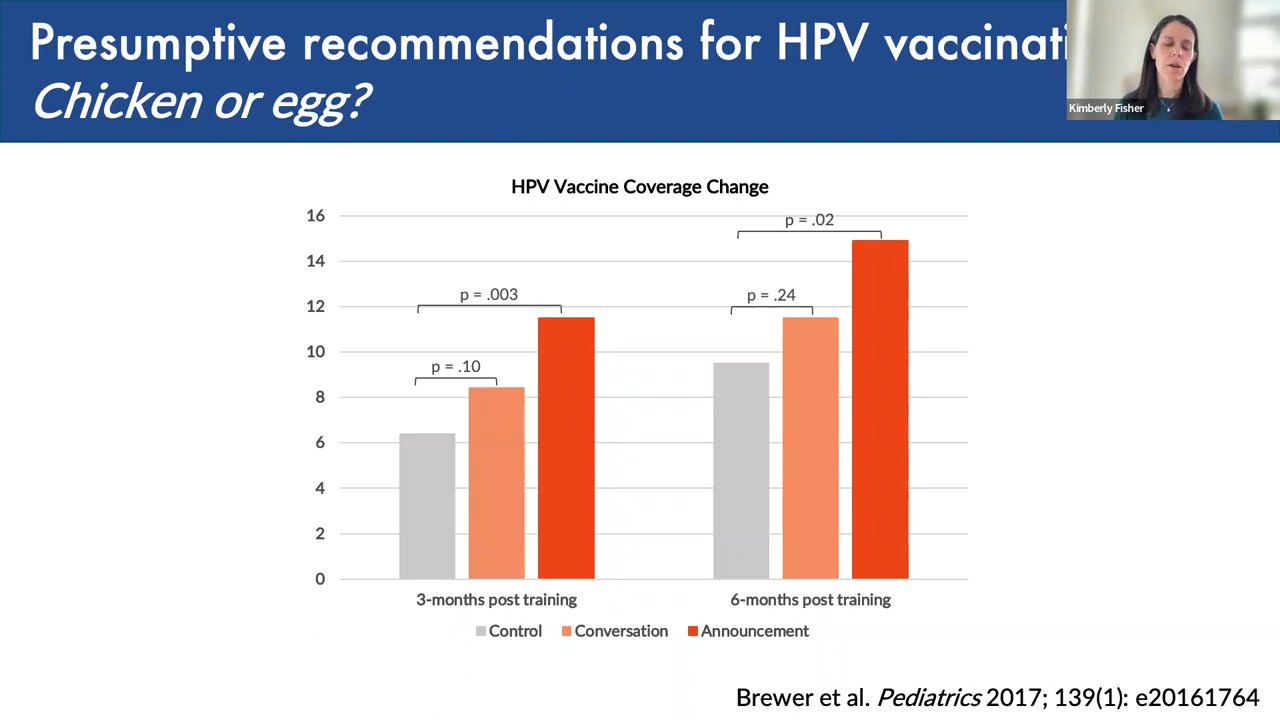 Presumptive recommendations for HPV vaccinati
Chicken or egg?
Kimberly Fisher
HPV Vaccine Coverage Change
16
14
12
10
8
6
4
2
0
p = .10
p = .003
p = .24
p = .02
3-months post training
6-months post training
Control Conversation Announcement
Brewer et al. Pediatrics 2017; 139(1): e20161764